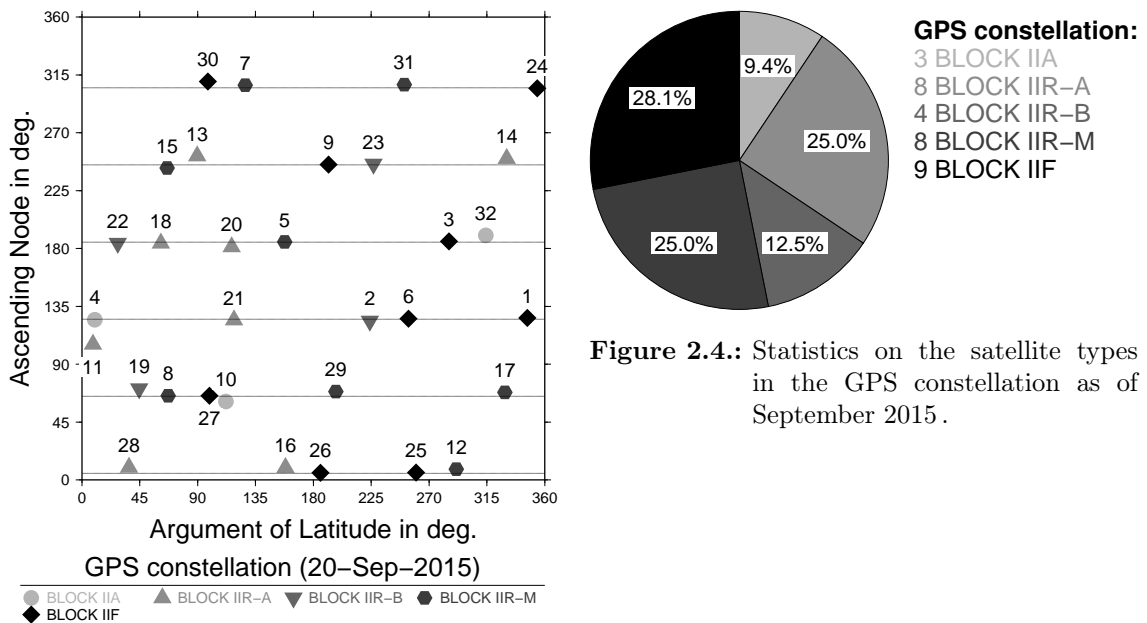 360
315
270
225
180
135
90
45
0
Ascending Node in deg.
30 7 31 24
15 13 9 23 14
22 18 20 5 3 32
4 21 2 6 1
11 19 8 10 29 17
27
28 16 26 25 12
0 45 90 135 180 225 270 315 360
Argument of Latitude in deg.
GPS constellation (20−Sep−2015)
BLOCK IIA BLOCK IIR−A BLOCK IIR−B BLOCK IIR−M
BLOCK IIF
9.4%
28.1%
25.0%
25.0%
12.5%
GPS constellation:
3 BLOCK IIA
8 BLOCK IIR−A
4 BLOCK IIR−B
8 BLOCK IIR−M
9 BLOCK IIF
Figure 2.4.: Statistics on the satellite types
in the GPS constellation as of
September 2015.